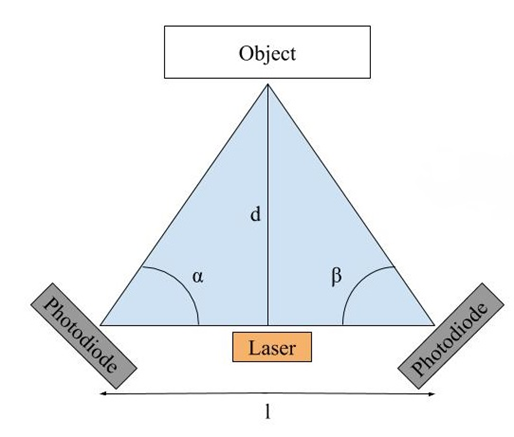 Object
d
α
β
Photodiode
Laser
Photodiode
l